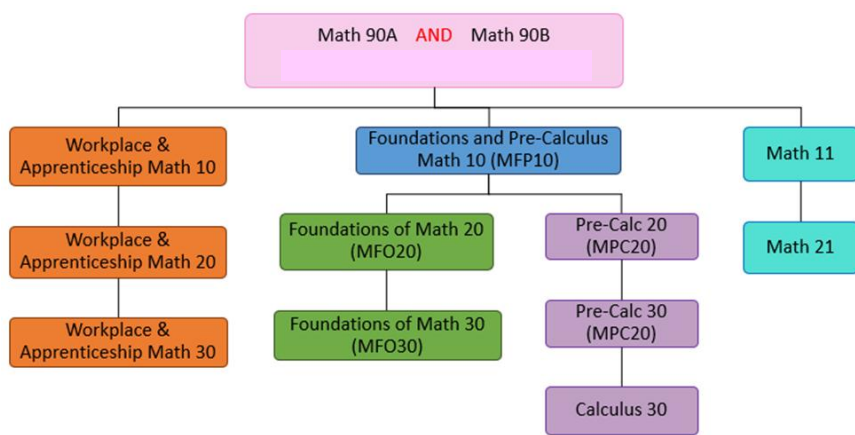 Math 90A AND Math 90B
Workplace &
Apprenticeship Math 10
Foundations and Pre-Calculus
Math 10 (MFP10)
Math 11
Workplace &
Apprenticeship Math 20
Foundations of Math 20
(MFO20)
Pre-Calc 20
(MPC20)
Math 21
Workplace &
Apprenticeship Math 30
Foundations of Math 30
(MFO30)
Pre-Calc 30
(MPC20)
Calculus 30